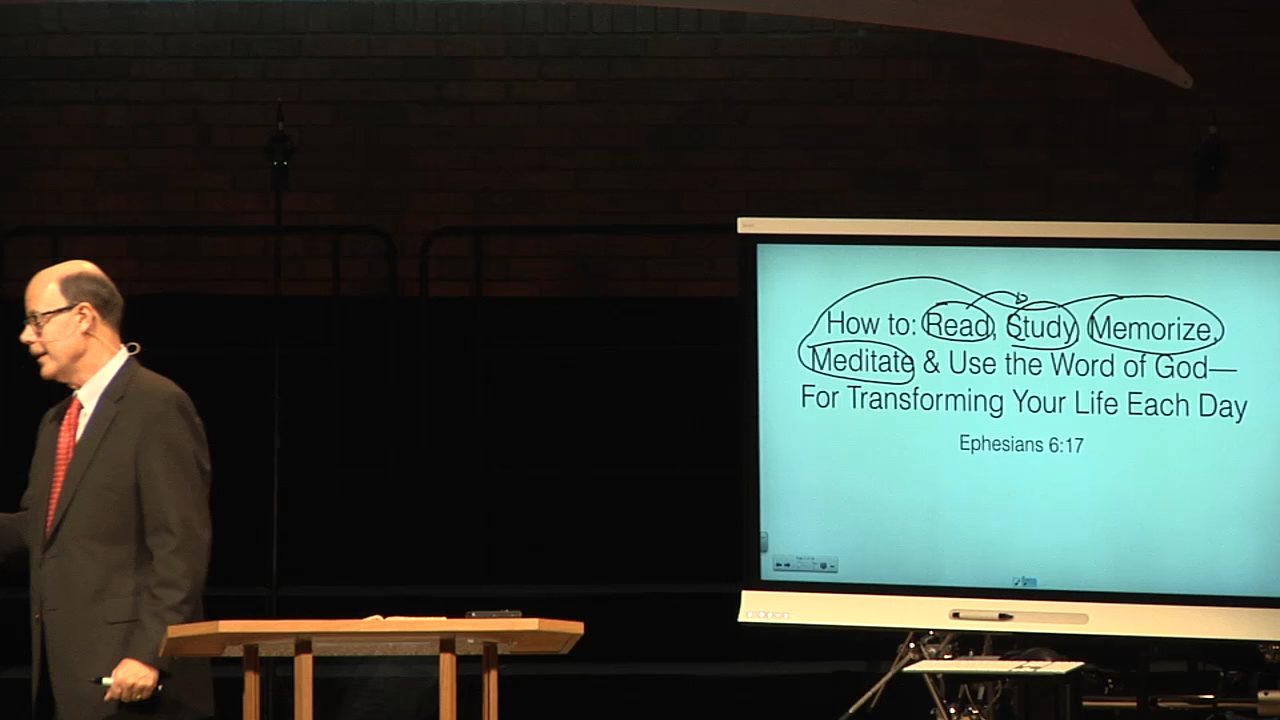 How to: Read, Study, Memorize,
Meditate & Use the Word of God—
For Transforming Your Life Each Day
Ephesians 6:17